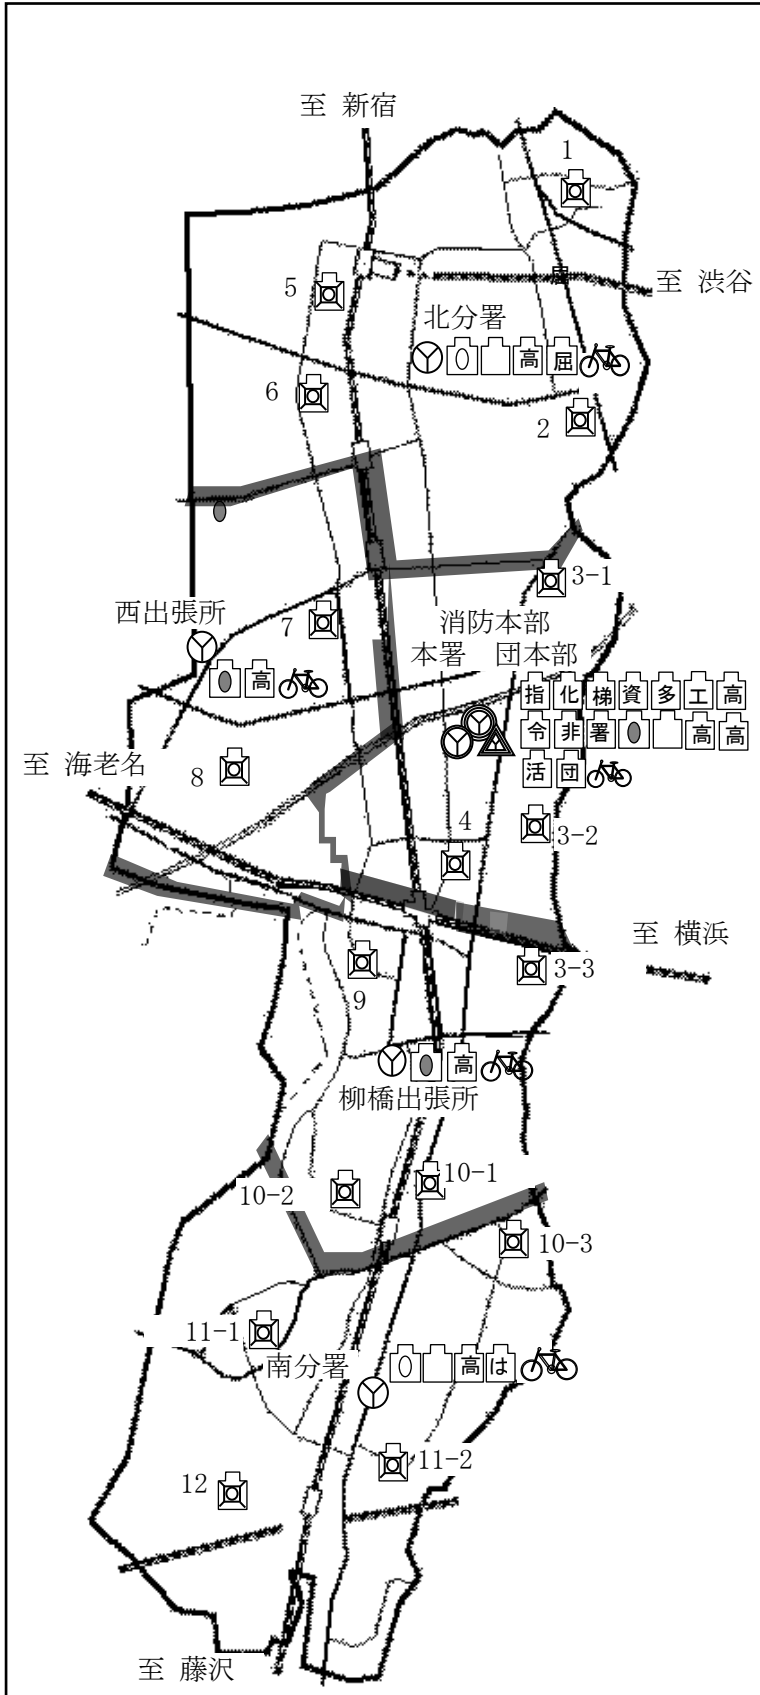 至 新宿
1
至 渋谷
5
北分署
高 屈
6
2
3-1
西出張所
7
消防本部
本署 団本部
高
指 化 梯 資 多 工 高
令 非 署 高 高
活 団
至 海老名
8
4
3-2
至 横浜
3-3
9
高
柳橋出張所
10-1
10-2
10-3
11-1
南分署
高 は
11-2
12
至 藤沢